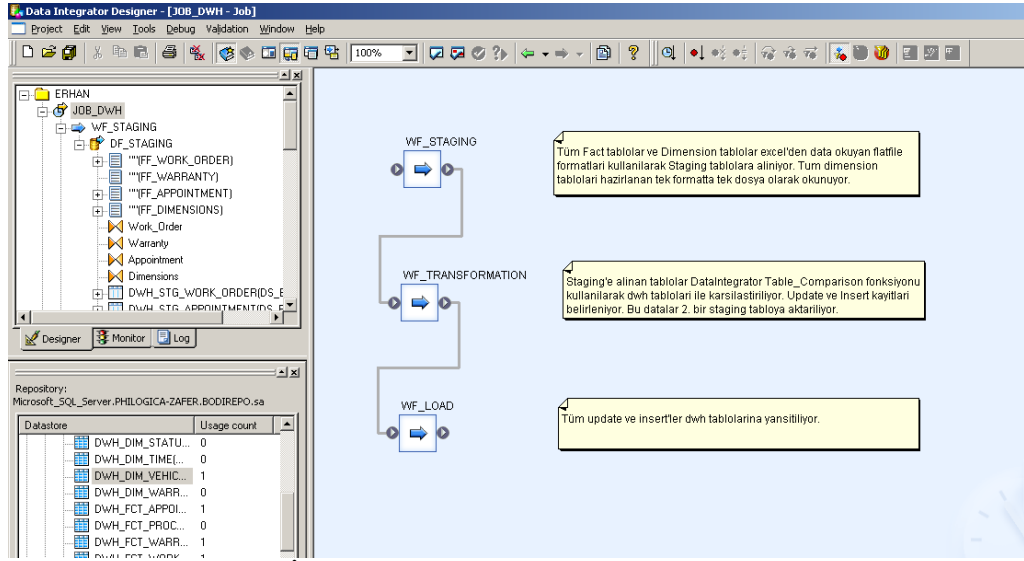 Data Integrator Designer - [JOB_DWH - Job]
Project Edit View Tools Debug Validation Window Help
100%
ERHAN
JOB_DWH
WF_STAGING
DF_STAGING
""(FF_WORK_ORDER)
""(FF_WARRANTY)
""(FF_APPOINTMENT)
""(FF_DIMENSIONS)
Work_Order
Warranty
Appointment
Dimensions
DWH_STG_WORK_ORDER(DS_E
DWH_STG_APPOINTMENT(DS_E
Designer Monitor Log
Repository:
Microsoft_SQL_Server.PHILOGICA-ZAFER.BODIREPO.sa
Datastore Usage count
DWH_DIM_STATU... 0
DWH_DIM_TIME(... 0
DWH_DIM_VEHIC... 1
DWH_DIM_WARR... 0
DWH_FCT_APPOI... 1
DWH_FCT_PROC... 0
DWH_FCT_WARR... 1
DWH_FCT_WORK... 1
WF_STAGING
Tüm Fact tablolar ve Dimension tablolar excel'den data okuyan flatfile
formatlari kullanilarak Staging tablolara aliniyor. Tum dimension
tablolari hazirlanan tek formatta tek dosya olarak okunuyor.
WF_TRANSFORMATION
Staging'e alinan tablolar DataIntegrator Table_Comparison fonksiyonu
kullanilarak dwh tablolari ile karsilastiriliyor. Update ve Insert kayitlari
belirleniyor. Bu datalar 2. bir staging tabloya aktariliyor.
WF_LOAD
Tüm update ve insert'ler dwh tablolarina yansitiliyor.